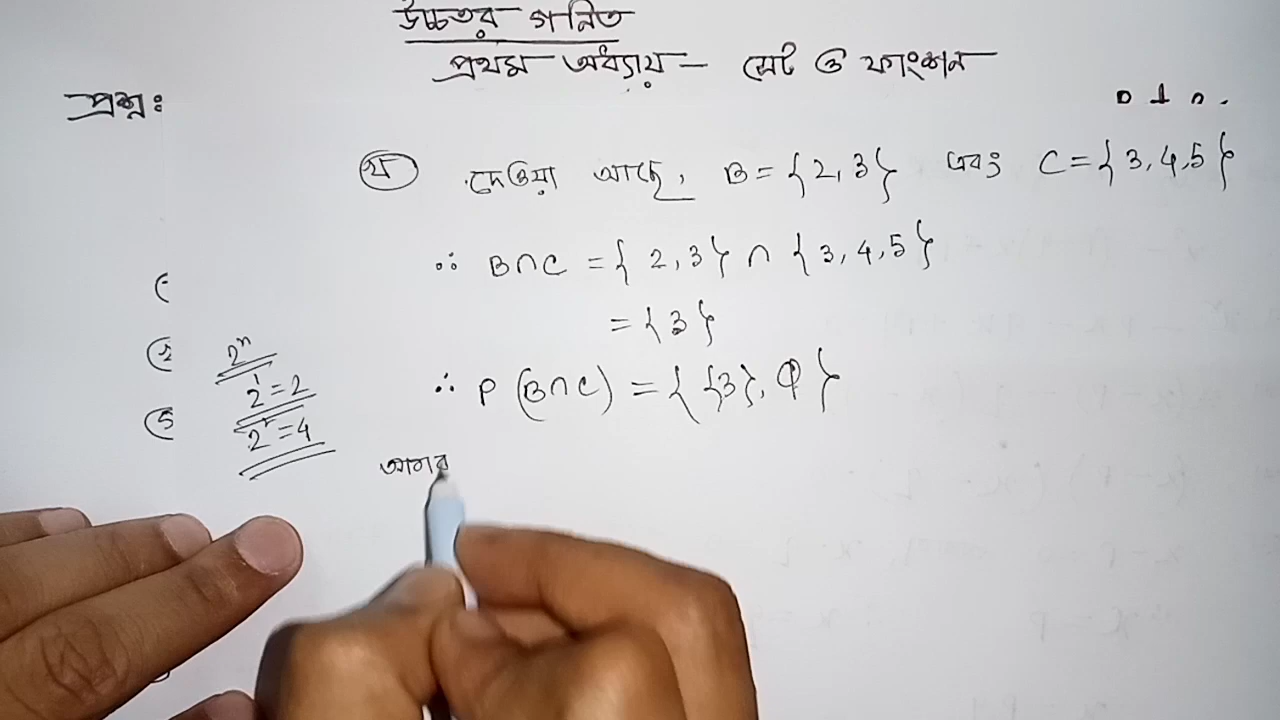 উচ্চতর গনিত
প্রথম অধ্যায় - সেট ও ফাংশন
প্রশ্ন:
খ দেওয়া আছে, B = {2, 3} এবং C = {3, 4, 5}
∴ B∩C = {2, 3} ∩ {3, 4, 5}
= {3}
∴ P(B∩C) = {{3}, Φ}
2ⁿ
2¹ = 2
2² = 4
আবার